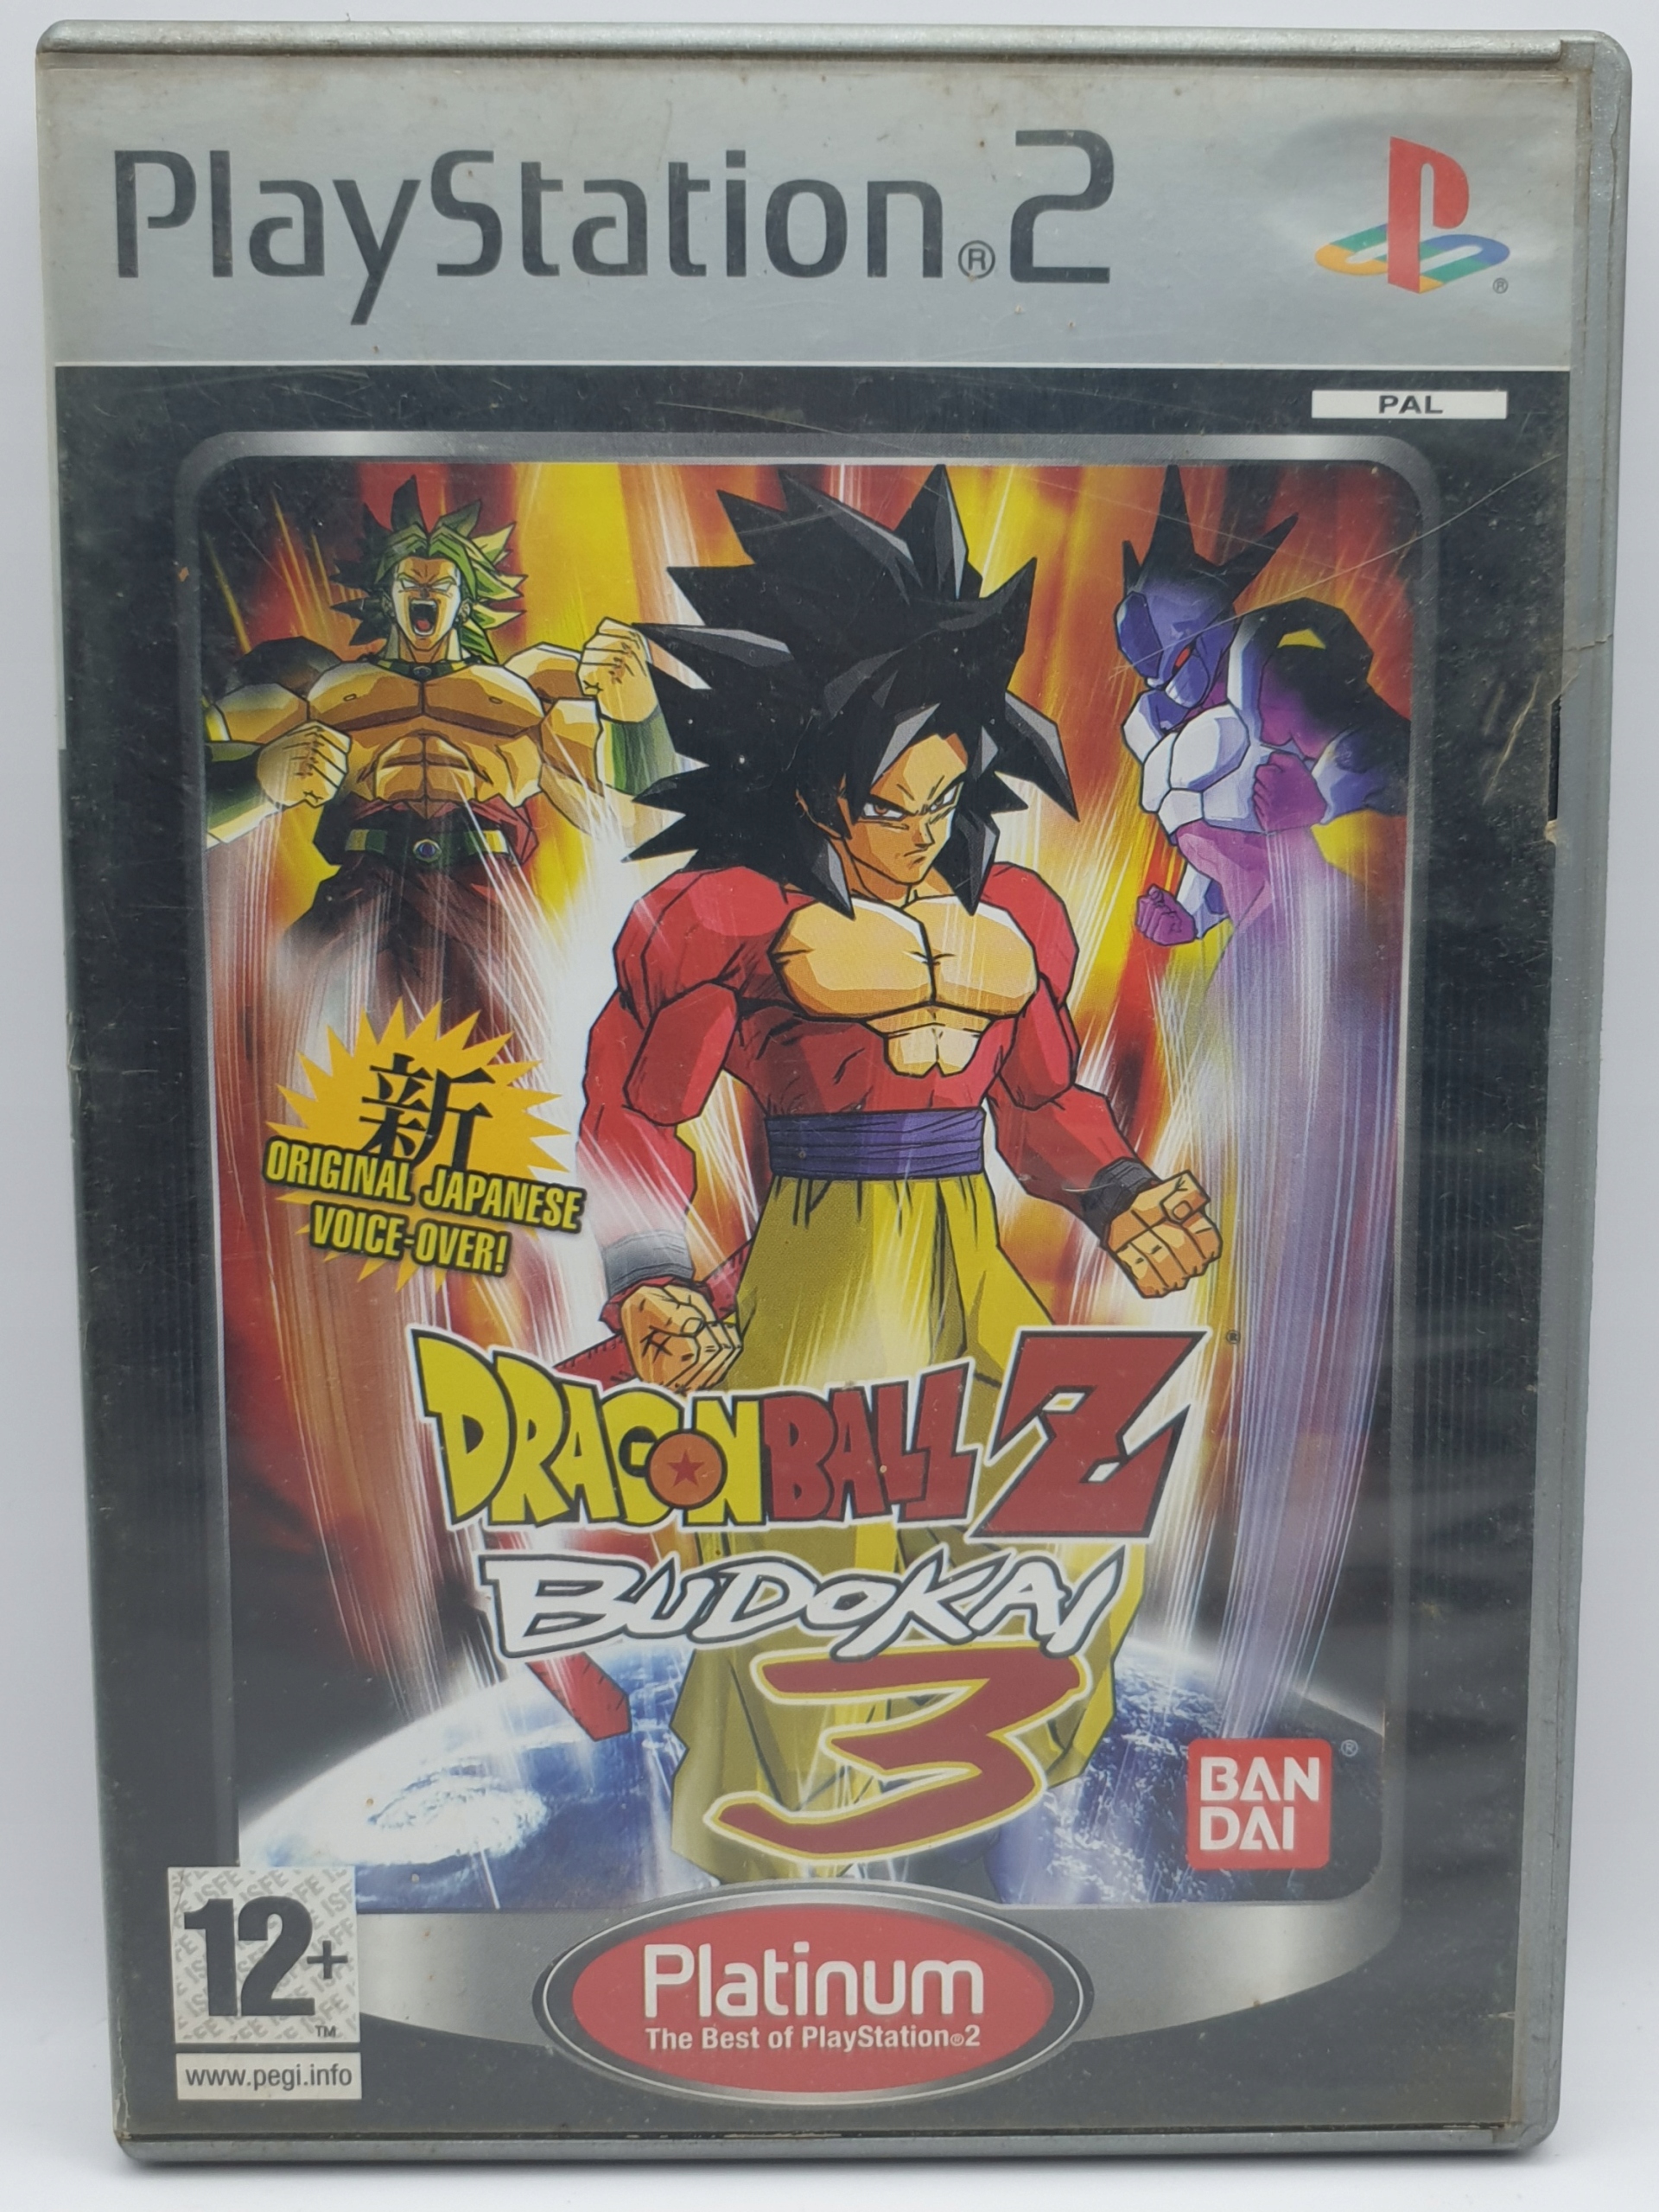 PlayStation®2
®
PAL
新
ORIGINAL JAPANESE
VOICE-OVER!
DRAGONBALL Z®
BUDOKAI
3
BAN
DAI
®
12+
TM
www.pegi.info
Platinum
The Best of PlayStation®2